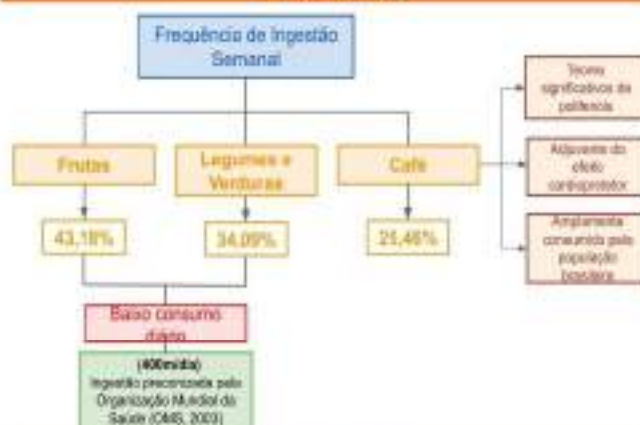 Frequência de Ingestão
Semanal
Frutas
Legumes e
Verduras
Café
43,18%
34,09%
25,46%
Teores
significativos de
polifenois
Adjuvante do
efeito
cardioprotetor
Amplamente
consumido pela
população
brasileira
Baixo consumo
diário
Ingestão preconizada pela
Organização Mundial da
Saúde (OMS, 2003)